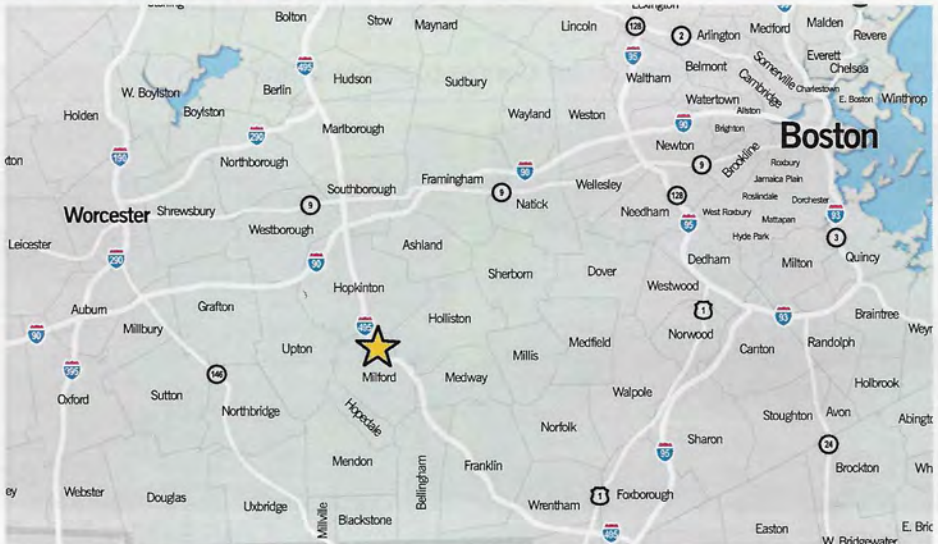 Bolton
Stow
Maynard
Lincoln
128
2
Arlington
Medford
Malden
Revere
495
95
Everett
Chelsea
Somerville
Cambridge
Belmont
Waltham
Hudson
Sudbury
W. Boylston
Berlin
Boylston
Watertown
Charlestown
E. Boston
Winthrop
Holden
Wayland
Weston
Allston
Marlborough
290
90
Brighton
Boston
Newton
190
Northborough
9
Brookline
Roxbury
Framingham
90
Jamaica Plain
Southborough
9
Natick
Wellesley
128
Roslindale
Dorchester
Worcester
Shrewsbury
9
Needham
West Roxbury
Mattapan
93
Westborough
95
Hyde Park
3
Leicester
Ashland
290
90
Dedham
Milton
Quincy
Sherborn
Dover
Hopkinton
Westwood
Auburn
Grafton
Holliston
1
93
Braintree
90
Millbury
495
Norwood
Randolph
Upton
Millis
Medfield
Canton
395
146
Milford
Medway
Holbrook
Oxford
Sutton
Walpole
Northbridge
Hopedale
Stoughton
Avon
Norfolk
Sharon
24
95
Mendon
Franklin
Brockton
Bellingham
Webster
Douglas
Uxbridge
Millville
Blackstone
Wrentham
1
Foxborough
495
Easton
W. Bridgewater